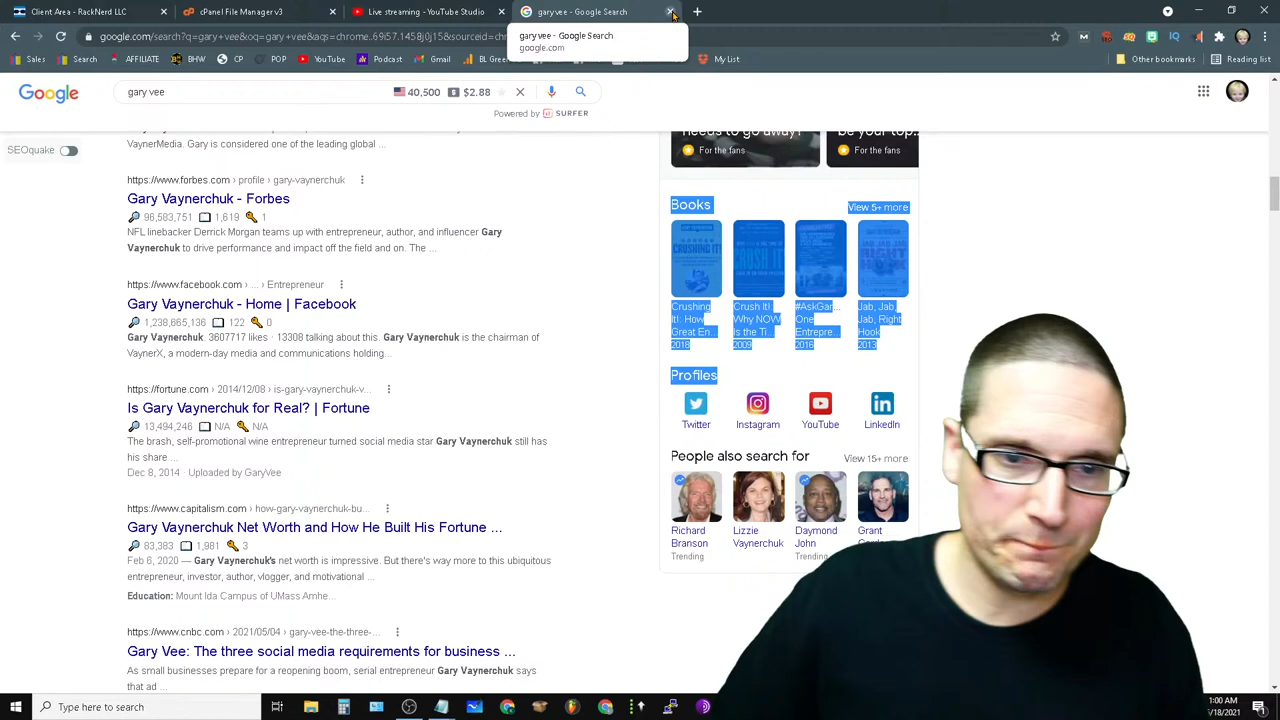 Client Area - RackNerd LLC
cPanel File Manager v3
Live streaming - YouTube Studio
gary vee - Google Search
gary vee - Google Search
google.com
google.com/search?q=gary+vee&oq=gary+vee&aqs=chrome.69i57.1458j0j15&sourceid=chr
Sales
Search
AFFILIATE
BHW
CF
POP
YouTube
Podcast
Gmail
BL Gree
My List
Other bookmarks
Reading list
Google
gary vee
40,500
$2.88
Powered by SURFER
SEOquake
VaynerMedia. Gary is considered one of the leading global ...
https://www.forbes.com › profile › gary-vaynerchuk
Gary Vaynerchuk - Forbes
96,583,751 1,619 1
NFL linebacker Derrick Morgan teams up with entrepreneur, author, and influencer Gary
Vaynerchuk to drive performance and impact off the field and on. The ...
https://www.facebook.com › ... › Entrepreneur
Gary Vaynerchuk - Home | Facebook
1,238,665,136 122 0
Gary Vaynerchuk. 3607717 likes · 13308 talking about this. Gary Vaynerchuk is the chairman of
VaynerX, a modern-day media and communications holding...
https://fortune.com › 2014/12/08 › is-gary-vaynerchuk-v...
Is Gary Vaynerchuk for Real? | Fortune
13,494,246 N/A N/A
The brash, self-promotional wine entrepreneur turned social media star Gary Vaynerchuk still has
his share ...
Dec 8, 2014 · Uploaded by GaryVee
https://www.capitalism.com › how-gary-vaynerchuk-bu...
Gary Vaynerchuk Net Worth and How He Built His Fortune ...
83,383 1,981 3
Feb 6, 2020 — Gary Vaynerchuk's net worth is impressive. But there's way more to this ubiquitous
entrepreneur, investor, author, vlogger, and motivational ...
Education: Mount Ida Campus of UMass Amhe...
https://www.cnbc.com › 2021/05/04 › gary-vee-the-three-...
Gary Vee: The three social media requirements for business ...
As small businesses prepare for a reopening boom, serial entrepreneur Gary Vaynerchuk says
that ad ...
needs to go away?
For the fans
be your top...
For the fans
Books
View 5+ more
Crushing
It!: How
Great En...
2018
Crush It!:
Why NOW
Is the Ti...
2009
#AskGar...
One
Entrepre...
2016
Jab, Jab,
Jab, Right
Hook
2013
Profiles
Twitter
Instagram
YouTube
LinkedIn
People also search for
View 15+ more
Richard
Branson
Trending
Lizzie
Vaynerchuk
Daymond
John
Trending
Grant
Type here to search
1:00 AM
/18/2021